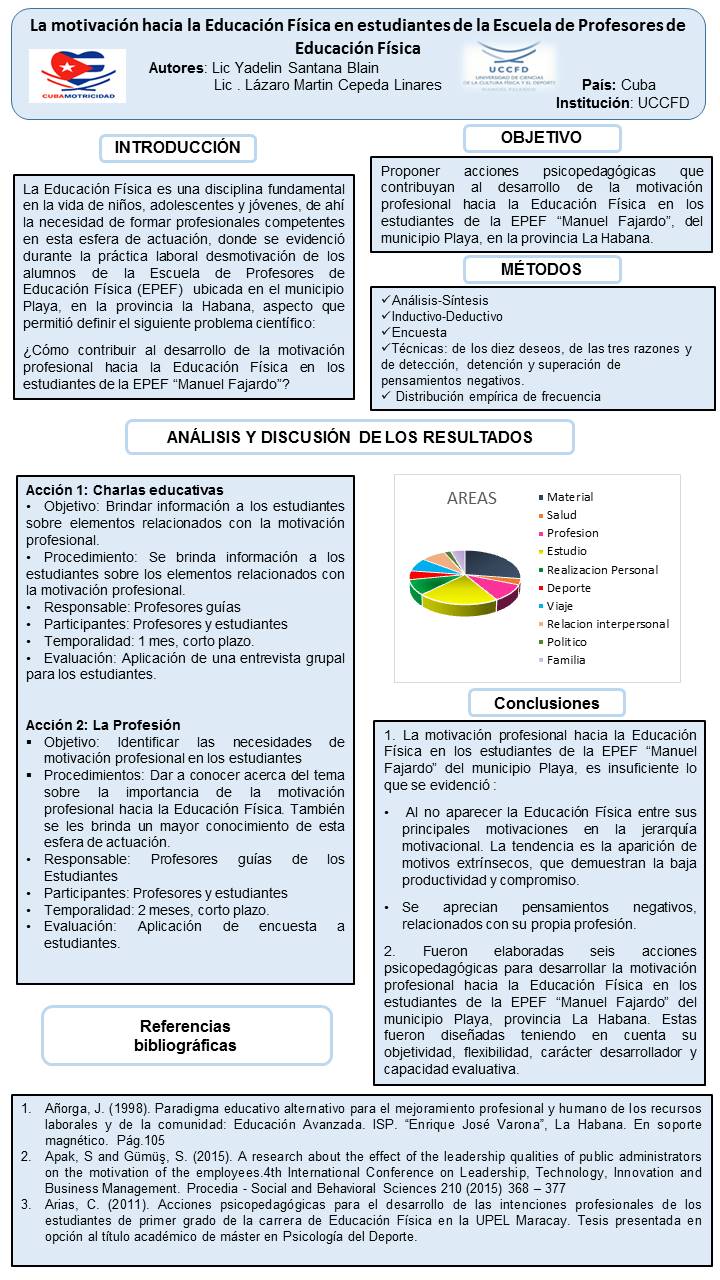 La motivación hacia la Educación Física en estudiantes de la Escuela de Profesores de
Educación Física
CUBAMOTRICIDAD
Autores: Lic Yadelin Santana Blain
Lic . Lázaro Martin Cepeda Linares
UCCFD
UNIVERSIDAD DE CIENCIAS
DE LA CULTURA FÍSICA Y EL DEPORTE
MANUEL FAJARDO
País: Cuba
Institución: UCCFD
INTRODUCCIÓN
La Educación Física es una disciplina fundamental
en la vida de niños, adolescentes y jóvenes, de ahí
la necesidad de formar profesionales competentes
en esta esfera de actuación, donde se evidenció
durante la práctica laboral desmotivación de los
alumnos de la Escuela de Profesores de
Educación Física (EPEF) ubicada en el municipio
Playa, en la provincia la Habana, aspecto que
permitió definir el siguiente problema científico:
¿Cómo contribuir al desarrollo de la motivación
profesional hacia la Educación Física en los
estudiantes de la EPEF “Manuel Fajardo”?
OBJETIVO
Proponer acciones psicopedagógicas que
contribuyan al desarrollo de la motivación
profesional hacia la Educación Física en los
estudiantes de la EPEF “Manuel Fajardo”, del
municipio Playa, en la provincia La Habana.
MÉTODOS
✓Análisis-Síntesis
✓Inductivo-Deductivo
✓Encuesta
✓Técnicas: de los diez deseos, de las tres razones y
de detección, detención y superación de
pensamientos negativos.
✓ Distribución empírica de frecuencia
ANÁLISIS Y DISCUSIÓN DE LOS RESULTADOS
Acción 1: Charlas educativas
• Objetivo: Brindar información a los estudiantes
sobre elementos relacionados con la motivación
profesional.
• Procedimiento: Se brinda información a los
estudiantes sobre los elementos relacionados con
la motivación profesional.
• Responsable: Profesores guías
• Participantes: Profesores y estudiantes
• Temporalidad: 1 mes, corto plazo.
• Evaluación: Aplicación de una entrevista grupal
para los estudiantes.
Acción 2: La Profesión
▪ Objetivo: Identificar las necesidades de
motivación profesional en los estudiantes
▪ Procedimientos: Dar a conocer acerca del tema
sobre la importancia de la motivación
profesional hacia la Educación Física. También
se les brinda un mayor conocimiento de esta
esfera de actuación.
• Responsable: Profesores guías de los
Estudiantes
• Participantes: Profesores y estudiantes
• Temporalidad: 2 meses, corto plazo.
• Evaluación: Aplicación de encuesta a
estudiantes.
AREAS
Material
Salud
Profesion
Estudio
Realizacion Personal
Deporte
Viaje
Relacion interpersonal
Politico
Familia
Conclusiones
1. La motivación profesional hacia la Educación
Física en los estudiantes de la EPEF “Manuel
Fajardo” del municipio Playa, es insuficiente lo
que se evidenció :
• Al no aparecer la Educación Física entre sus
principales motivaciones en la jerarquía
motivacional. La tendencia es la aparición de
motivos extrínsecos, que demuestran la baja
productividad y compromiso.
• Se aprecian pensamientos negativos,
relacionados con su propia profesión.
2. Fueron elaboradas seis acciones
psicopedagógicas para desarrollar la motivación
profesional hacia la Educación Física en los
estudiantes de la EPEF “Manuel Fajardo” del
municipio Playa, provincia La Habana. Estas
fueron diseñadas teniendo en cuenta su
objetividad, flexibilidad, carácter desarrollador y
capacidad evaluativa.
Referencias
bibliográficas
1. Añorga, J. (1998). Paradigma educativo alternativo para el mejoramiento profesional y humano de los recursos
laborales y de la comunidad: Educación Avanzada. ISP. “Enrique José Varona”, La Habana. En soporte
magnético. Pág.105
2. Apak, S and Gümüş, S. (2015). A research about the effect of the leadership qualities of public administrators
on the motivation of the employees.4th International Conference on Leadership, Technology, Innovation and
Business Management. Procedia - Social and Behavioral Sciences 210 (2015) 368 – 377
3. Arias, C. (2011). Acciones psicopedagógicas para el desarrollo de las intenciones profesionales de los
estudiantes de primer grado de la carrera de Educación Física en la UPEL Maracay. Tesis presentada en
opción al título académico de máster en Psicología del Deporte.